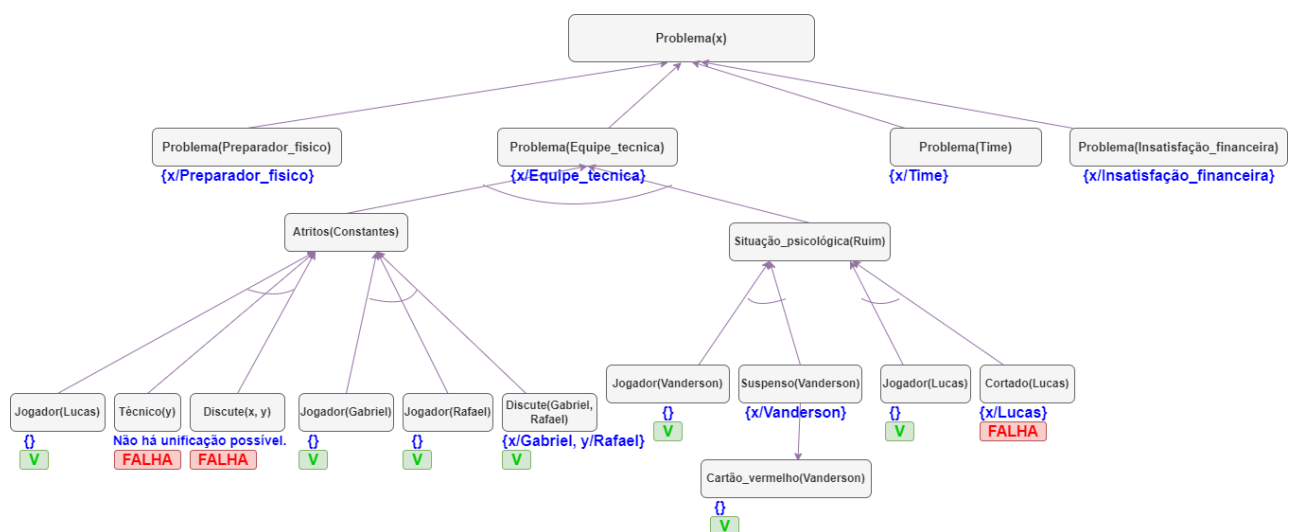 Problema(x)
Problema(Preparador_fisico)
{x/Preparador_fisico}
Problema(Equipe_tecnica)
{x/Equipe_tecnica}
Problema(Time)
{x/Time}
Problema(Insatisfação_financeira)
{x/Insatisfação_financeira}
Atritos(Constantes)
Situação_psicológica(Ruim)
Jogador(Lucas)
{}
V
Técnico(y)
Discute(x, y)
Não há unificação possível.
FALHA
FALHA
Jogador(Gabriel)
{}
V
Jogador(Rafael)
{}
V
Discute(Gabriel,
Rafael)
{x/Gabriel, y/Rafael}
V
Jogador(Vanderson)
{}
V
Suspenso(Vanderson)
{x/Vanderson}
Jogador(Lucas)
{}
V
Cortado(Lucas)
{x/Lucas}
FALHA
Cartão_vermelho(Vanderson)
{}
V